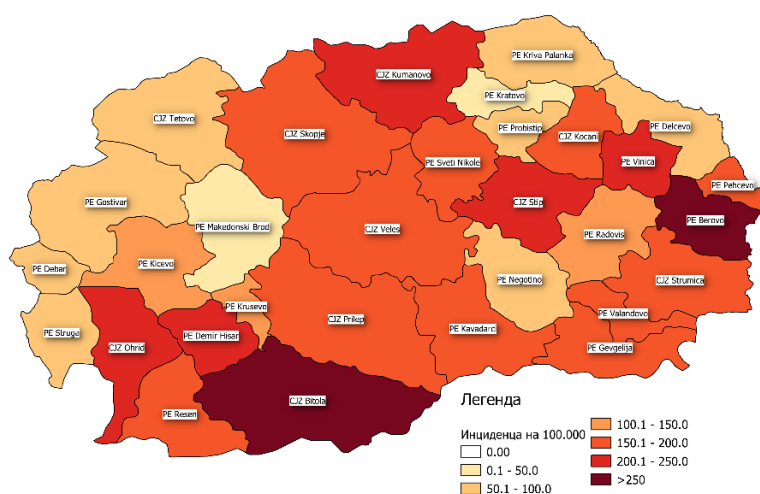 PE Kriva Palanka
CJZ Kumanovo
PE Kratovo
CJZ Tetovo
PE Probistip
PE Delcevo
CJZ Skopje
CJZ Kocani
PE Sveti Nikole
PE Vinica
PE Pehcevo
PE Gostivar
CJZ Stip
PE Berovo
PE Makedonski Brod
CJZ Veles
PE Radovis
PE Debar
PE Kicevo
PE Negotino
CJZ Strumica
PE Krusevo
PE Valandovo
CJZ Prilep
PE Struga
PE Demir Hisar
PE Kavadarci
CJZ Ohrid
PE Gevgelija
CJZ Bitola
PE Resen
Легенда
Инциденца на 100.000
0.00
0.1 - 50.0
50.1 - 100.0
100.1 - 150.0
150.1 - 200.0
200.1 - 250.0
>250